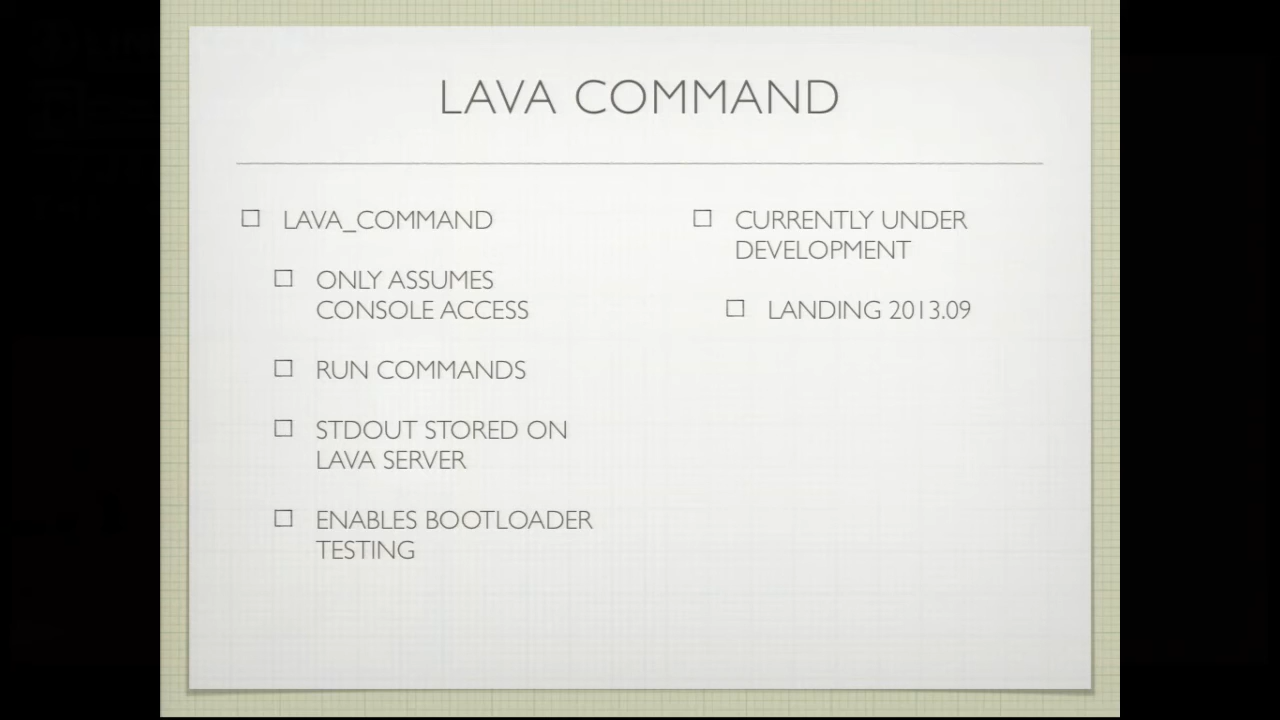 LAVA COMMAND
LAVA_COMMAND
ONLY ASSUMES
CONSOLE ACCESS
RUN COMMANDS
STDOUT STORED ON
LAVA SERVER
ENABLES BOOTLOADER
TESTING
CURRENTLY UNDER
DEVELOPMENT
LANDING 2013.09